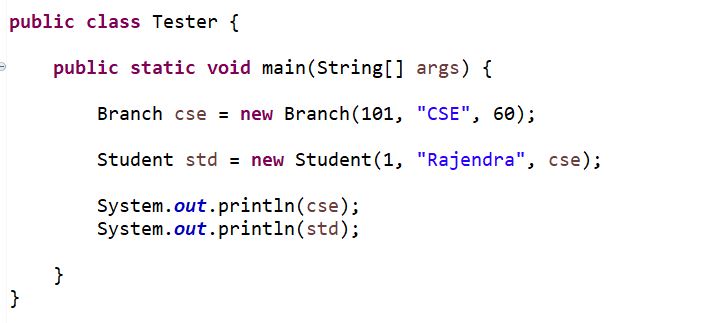 public class Tester {
public static void main(String[] args) {
Branch cse = new Branch(101, "CSE", 60);
Student std = new Student(1, "Rajendra", cse);
System.out.println(cse);
System.out.println(std);
}
}